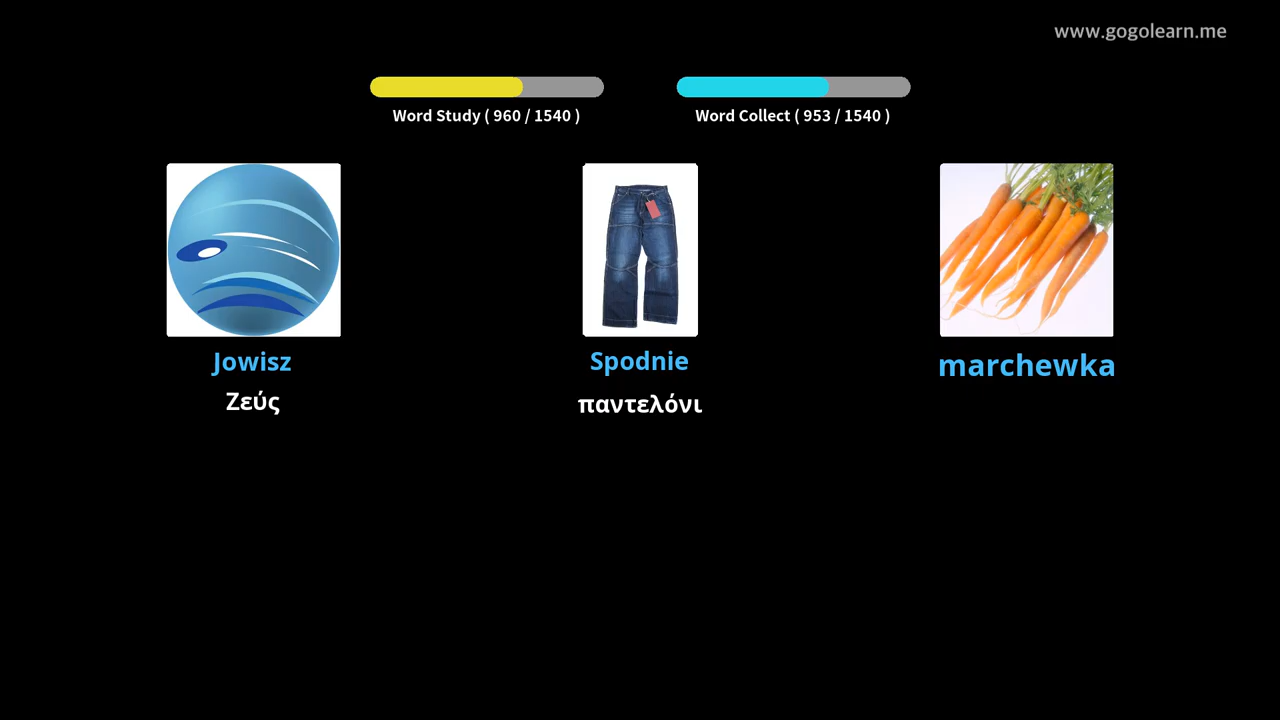 www.gogolearn.me
Word Study ( 960 / 1540 )
Word Collect ( 953 / 1540 )
Jowisz
Spodnie
marchewka
Ζεύς
παντελόνι